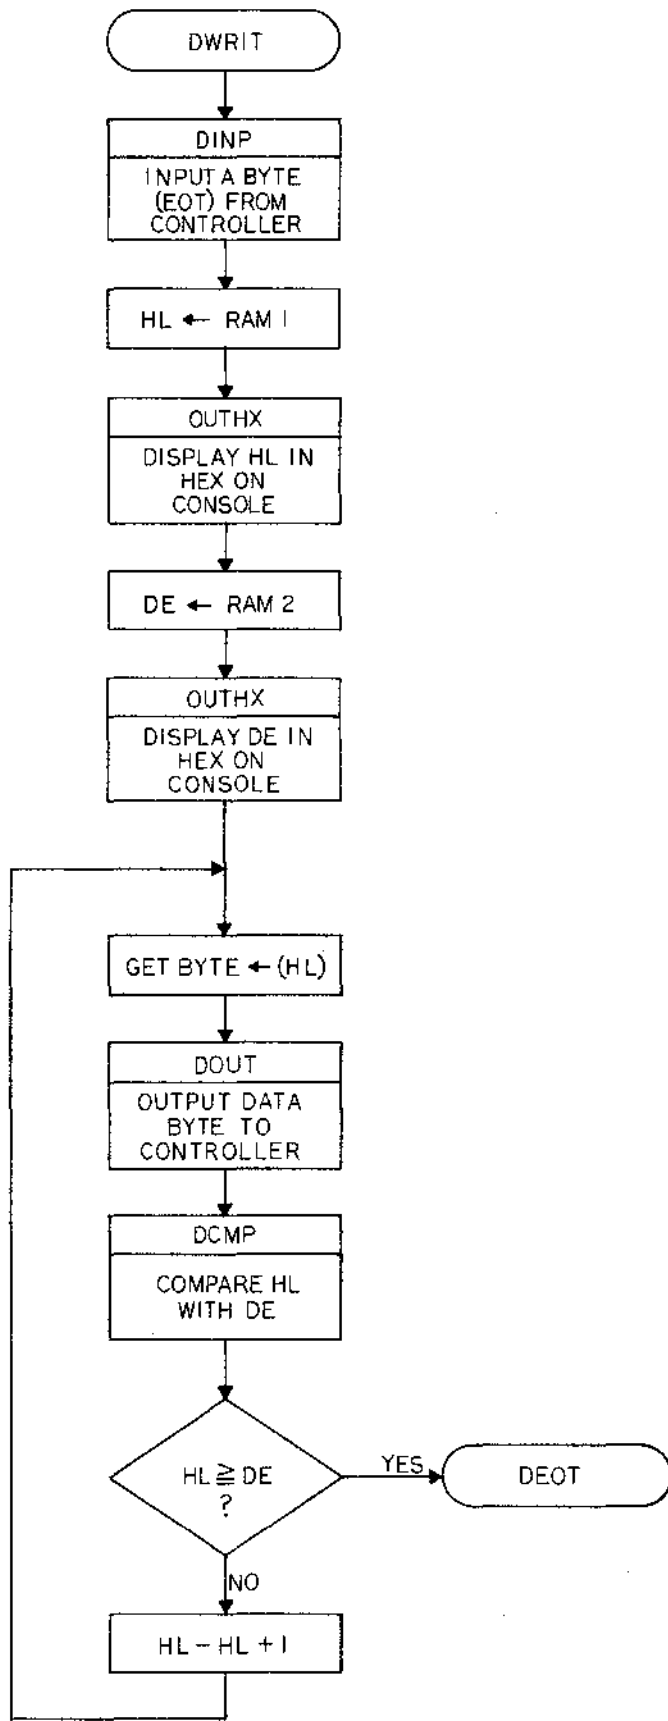 DWRIT
DINP
INPUT A BYTE
(EOT) FROM
CONTROLLER
HL ← RAM 1
OUTHX
DISPLAY HL IN
HEX ON
CONSOLE
DE ← RAM 2
OUTHX
DISPLAY DE IN
HEX ON
CONSOLE
GET BYTE ← (HL)
DOUT
OUTPUT DATA
BYTE TO
CONTROLLER
DCMP
COMPARE HL
WITH DE
HL ≧ DE
?
YES
DEOT
NO
HL – HL + 1